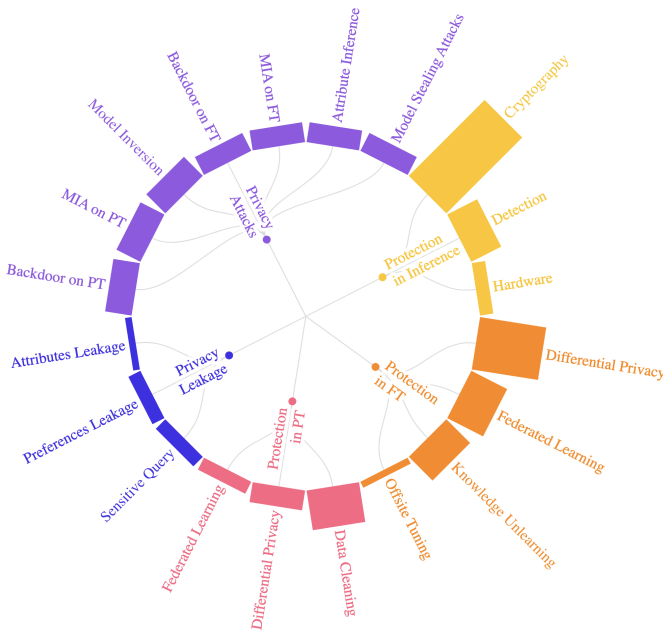 Cryptography
Detection
Hardware
Protection
in Inference
Differential Privacy
Federated Learning
Knowledge Unlearning
Offsite Tuning
Protection
in FT
Data Cleaning
Differential Privacy
Federated Learning
Protection
in PT
Sensitive Query
Preferences Leakage
Attributes Leakage
Privacy
Leakage
Backdoor on PT
MIA on PT
Model Inversion
Backdoor on FT
MIA on FT
Attribute Inference
Model Stealing Attacks
Privacy
Attacks